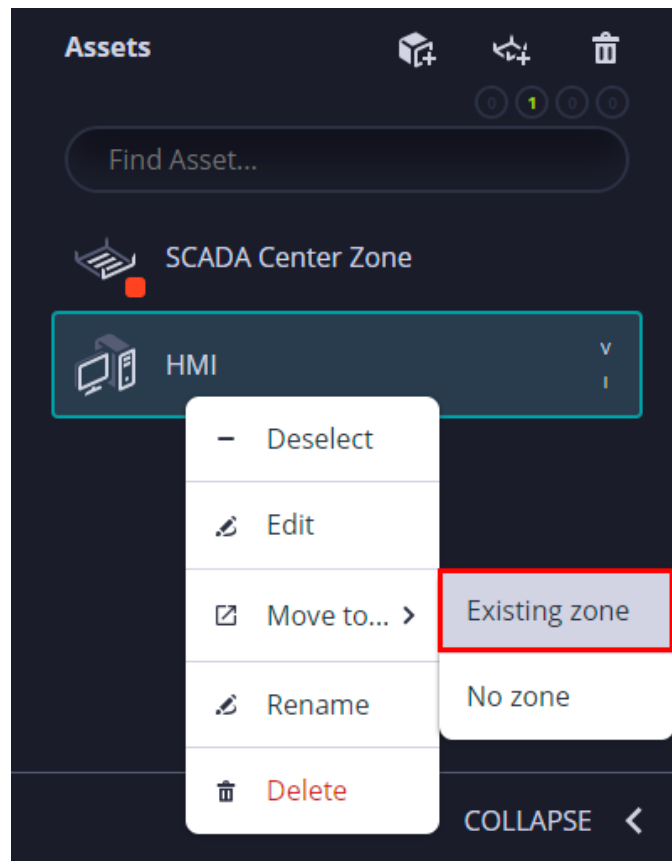 Assets
0 1 0 0
Find Asset...
SCADA Center Zone
HMI
V
I
Deselect
Edit
Move to...
Existing zone
No zone
Rename
Delete
COLLAPSE